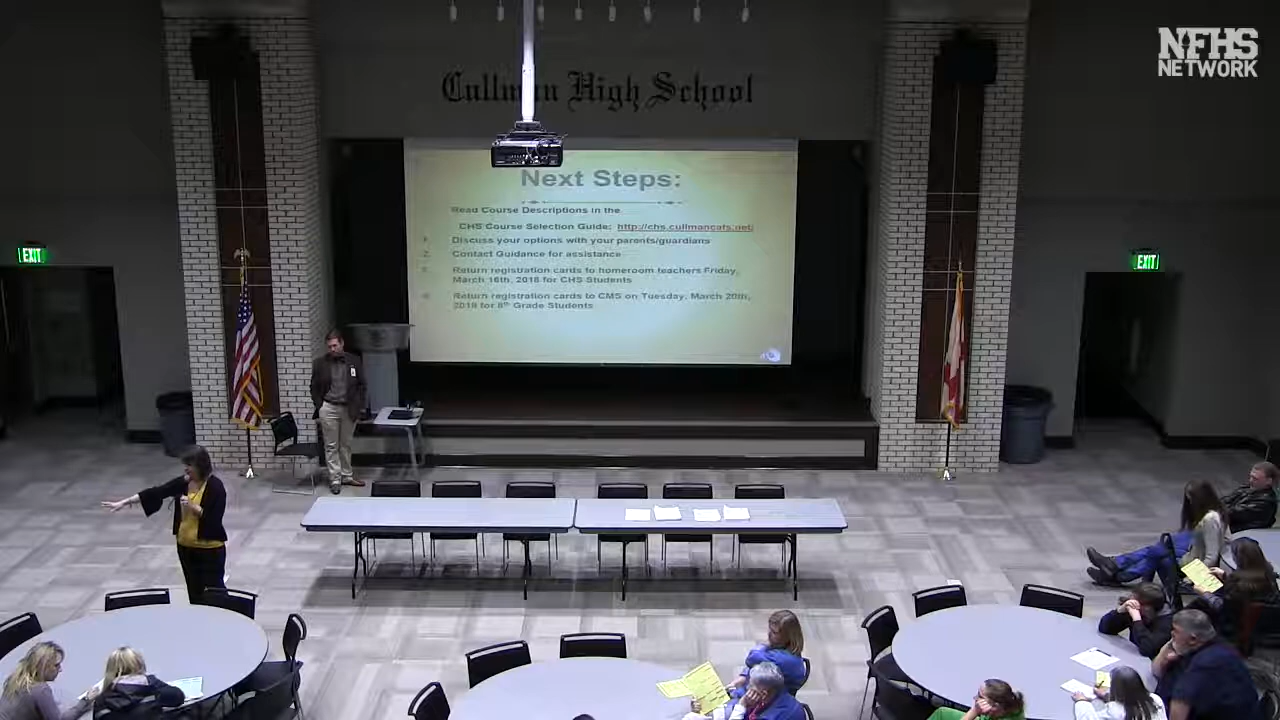 NFHS
NETWORK
Cullman High School
Next Steps:
Read Course Descriptions in the
CHS Course Selection Guide: http://chs.cullmancats.net/
1. Discuss your options with your parents/guardians
2. Contact Guidance for assistance
Return registration cards to homeroom teachers Friday,
March 16th, 2018 for CHS Students
Return registration cards to CMS on Tuesday, March 20th,
2018 for 8th Grade Students
EXIT
EXIT